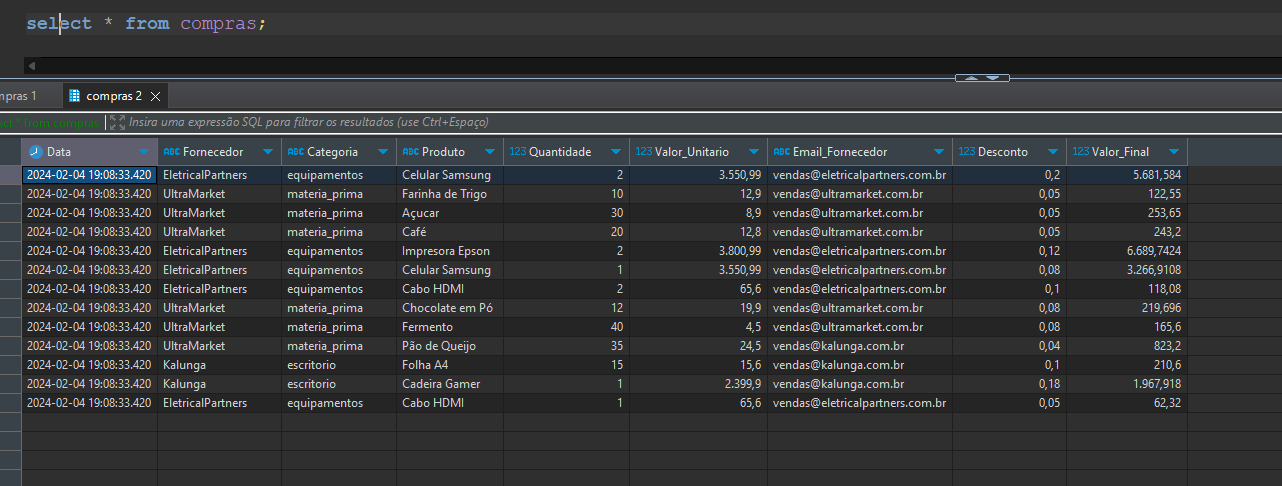 select * from compras;
mpras 1
compras 2
ect * from compras
Insira uma expressão SQL para filtrar os resultados (use Ctrl+Espaço)
Data ABC Fornecedor ABC Categoria ABC Produto 123 Quantidade 123 Valor_Unitario ABC Email_Fornecedor 123 Desconto 123 Valor_Final
2024-02-04 19:08:33.420 EletricalPartners equipamentos Celular Samsung 2 3.550,99 vendas@eletricalpartners.com.br 0,2 5.681,584
2024-02-04 19:08:33.420 UltraMarket materia_prima Farinha de Trigo 10 12,9 vendas@ultramarket.com.br 0,05 122,55
2024-02-04 19:08:33.420 UltraMarket materia_prima Açucar 30 8,9 vendas@ultramarket.com.br 0,05 253,65
2024-02-04 19:08:33.420 UltraMarket materia_prima Café 20 12,8 vendas@ultramarket.com.br 0,05 243,2
2024-02-04 19:08:33.420 EletricalPartners equipamentos Impresora Epson 2 3.800,99 vendas@eletricalpartners.com.br 0,12 6.689,7424
2024-02-04 19:08:33.420 EletricalPartners equipamentos Celular Samsung 1 3.550,99 vendas@eletricalpartners.com.br 0,08 3.266,9108
2024-02-04 19:08:33.420 EletricalPartners equipamentos Cabo HDMI 2 65,6 vendas@eletricalpartners.com.br 0,1 118,08
2024-02-04 19:08:33.420 UltraMarket materia_prima Chocolate em Pó 12 19,9 vendas@ultramarket.com.br 0,08 219,696
2024-02-04 19:08:33.420 UltraMarket materia_prima Fermento 40 4,5 vendas@ultramarket.com.br 0,08 165,6
2024-02-04 19:08:33.420 UltraMarket materia_prima Pão de Queijo 35 24,5 vendas@kalunga.com.br 0,04 823,2
2024-02-04 19:08:33.420 Kalunga escritorio Folha A4 15 15,6 vendas@kalunga.com.br 0,1 210,6
2024-02-04 19:08:33.420 Kalunga escritorio Cadeira Gamer 1 2.399,9 vendas@kalunga.com.br 0,18 1.967,918
2024-02-04 19:08:33.420 EletricalPartners equipamentos Cabo HDMI 1 65,6 vendas@eletricalpartners.com.br 0,05 62,32